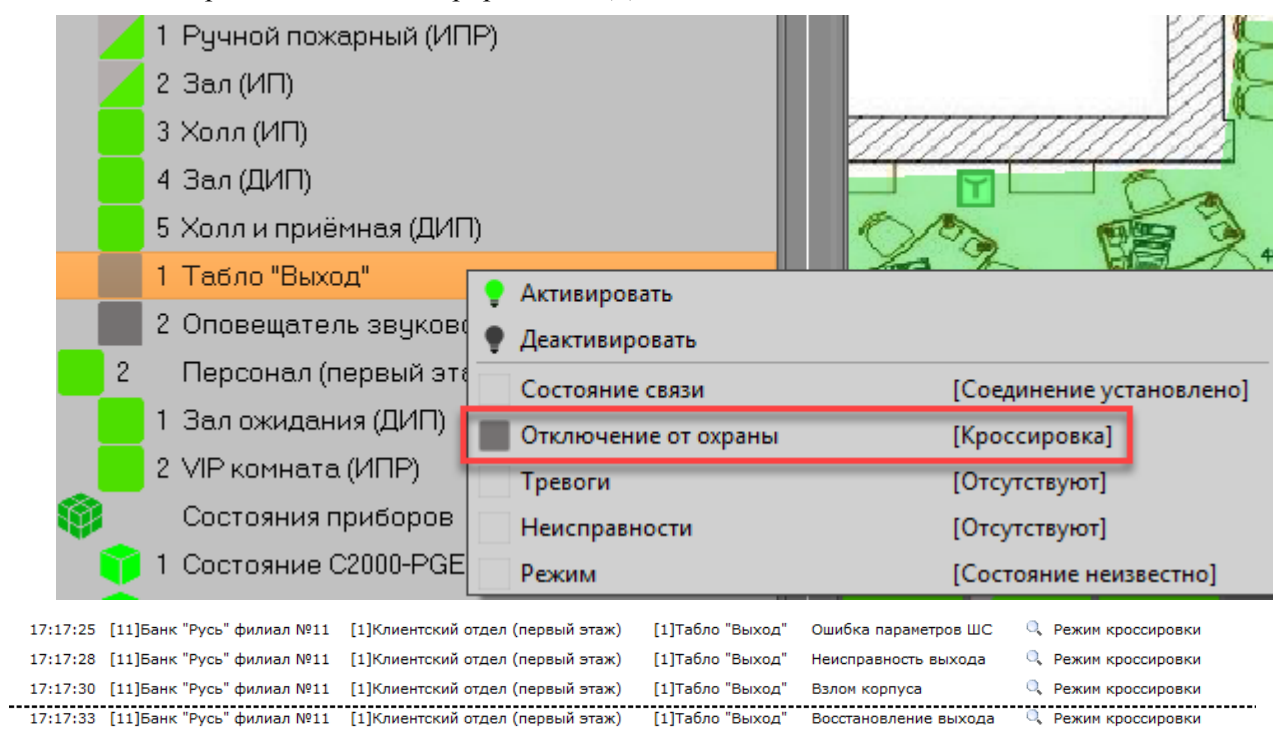 1 Ручной пожарный (ИПР)
2 Зал (ИП)
3 Холл (ИП)
4 Зал (ДИП)
5 Холл и приёмная (ДИП)
1 Табло "Выход"
2 Оповещатель звуково
2 Персонал (первый эта
1 Зал ожидания (ДИП)
2 VIP комната (ИПР)
Состояния приборов
1 Состояние С2000-PGE
Активировать
Деактивировать
Состояние связи [Соединение установлено]
Отключение от охраны [Кроссировка]
Тревоги [Отсутствуют]
Неисправности [Отсутствуют]
Режим [Состояние неизвестно]
4
17:17:25 [11]Банк "Русь" филиал №11 [1]Клиентский отдел (первый этаж) [1]Табло "Выход" Ошибка параметров ШС Режим кроссировки
17:17:28 [11]Банк "Русь" филиал №11 [1]Клиентский отдел (первый этаж) [1]Табло "Выход" Неисправность выхода Режим кроссировки
17:17:30 [11]Банк "Русь" филиал №11 [1]Клиентский отдел (первый этаж) [1]Табло "Выход" Взлом корпуса Режим кроссировки
17:17:33 [11]Банк "Русь" филиал №11 [1]Клиентский отдел (первый этаж) [1]Табло "Выход" Восстановление выхода Режим кроссировки